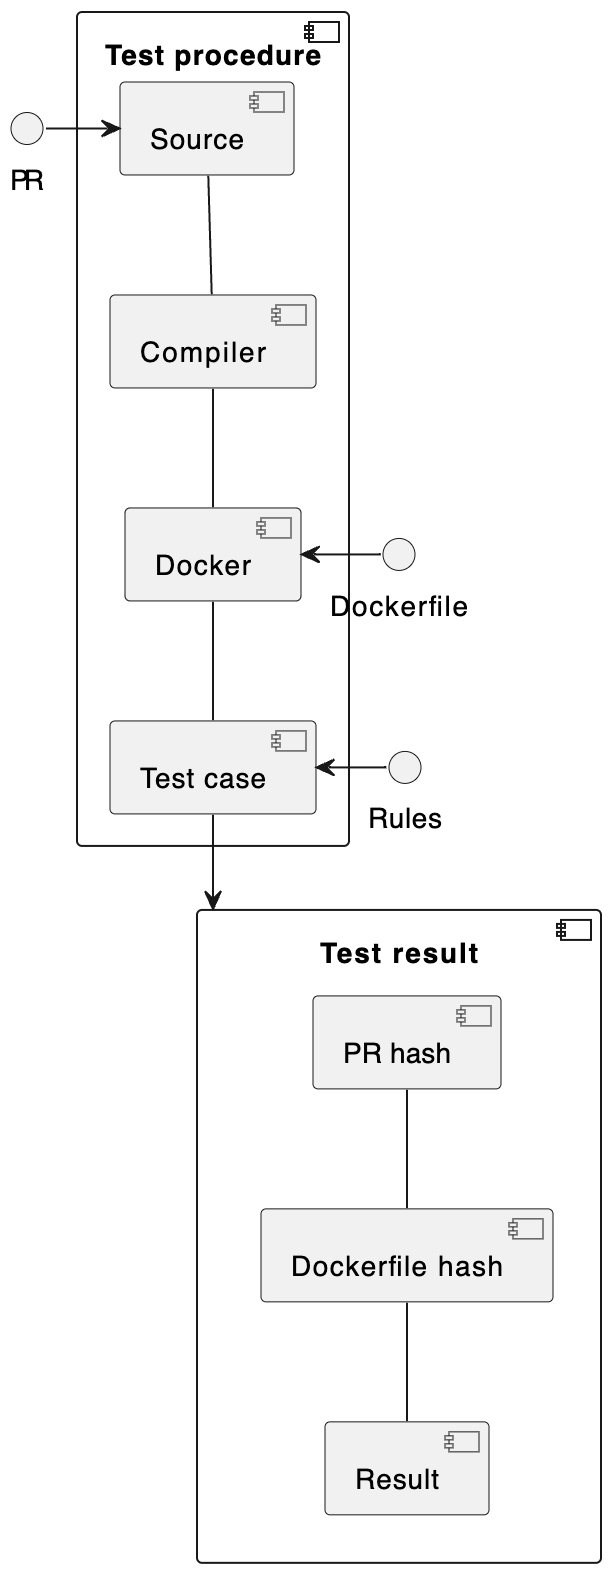 Test procedure
Source
PR
Compiler
Docker
Dockerfile
Test case
Rules
Test result
PR hash
Dockerfile hash
Result